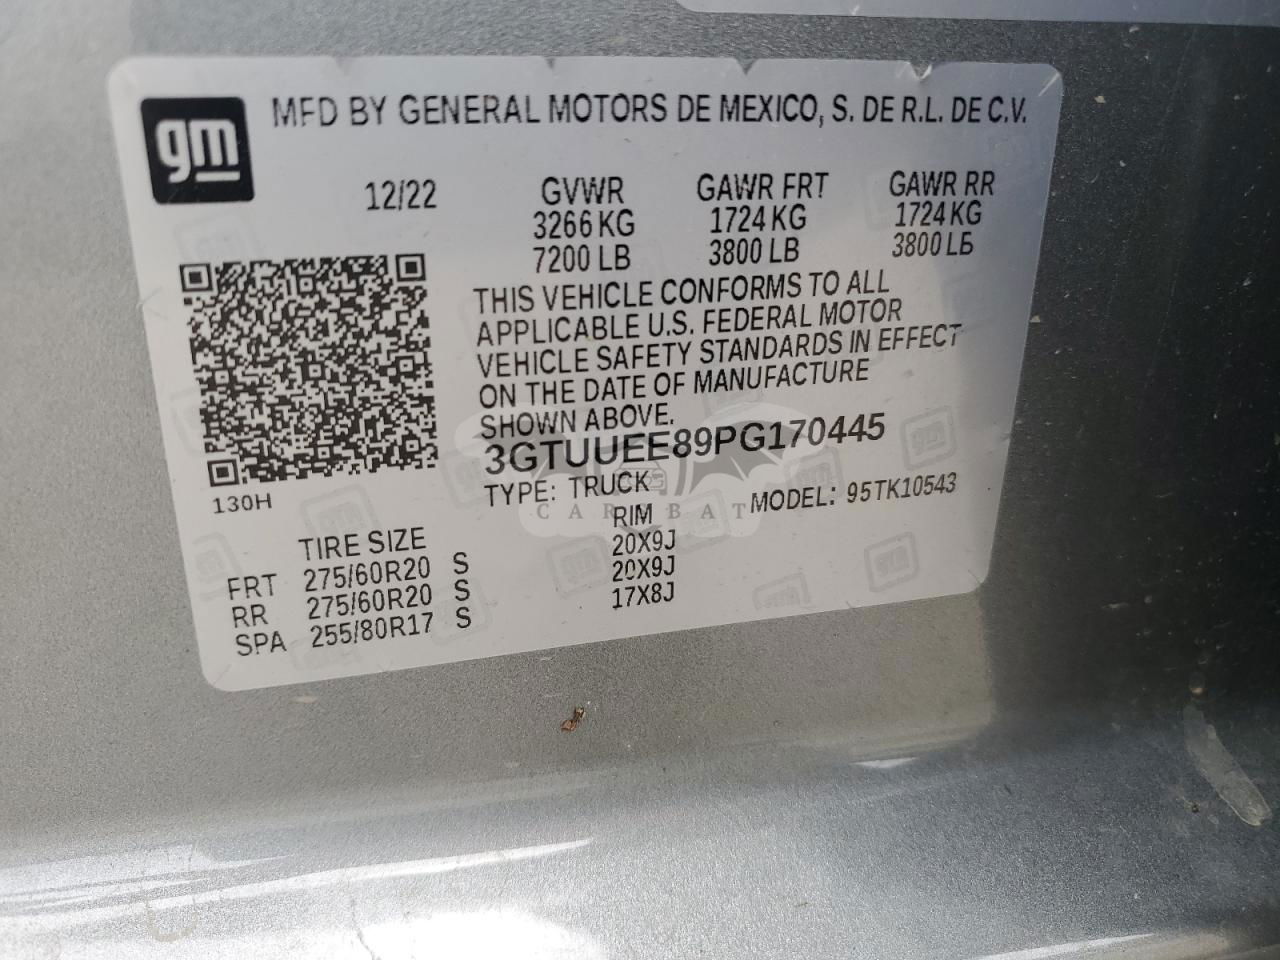 gm
MFD BY GENERAL MOTORS DE MEXICO, S. DE R.L. DE C.V.
12/22 GVWR GAWR FRT GAWR RR
3266 KG 1724 KG 1724 KG
7200 LB 3800 LB 3800 LB
THIS VEHICLE CONFORMS TO ALL
APPLICABLE U.S. FEDERAL MOTOR
VEHICLE SAFETY STANDARDS IN EFFECT
ON THE DATE OF MANUFACTURE
SHOWN ABOVE.
3GTUUEE89PG170445
TYPE: TRUCK MODEL: 95TK10543
130H
CAR BAT
TIRE SIZE RIM
FRT 275/60R20 S 20X9J
RR 275/60R20 S 20X9J
SPA 255/80R17 S 17X8J